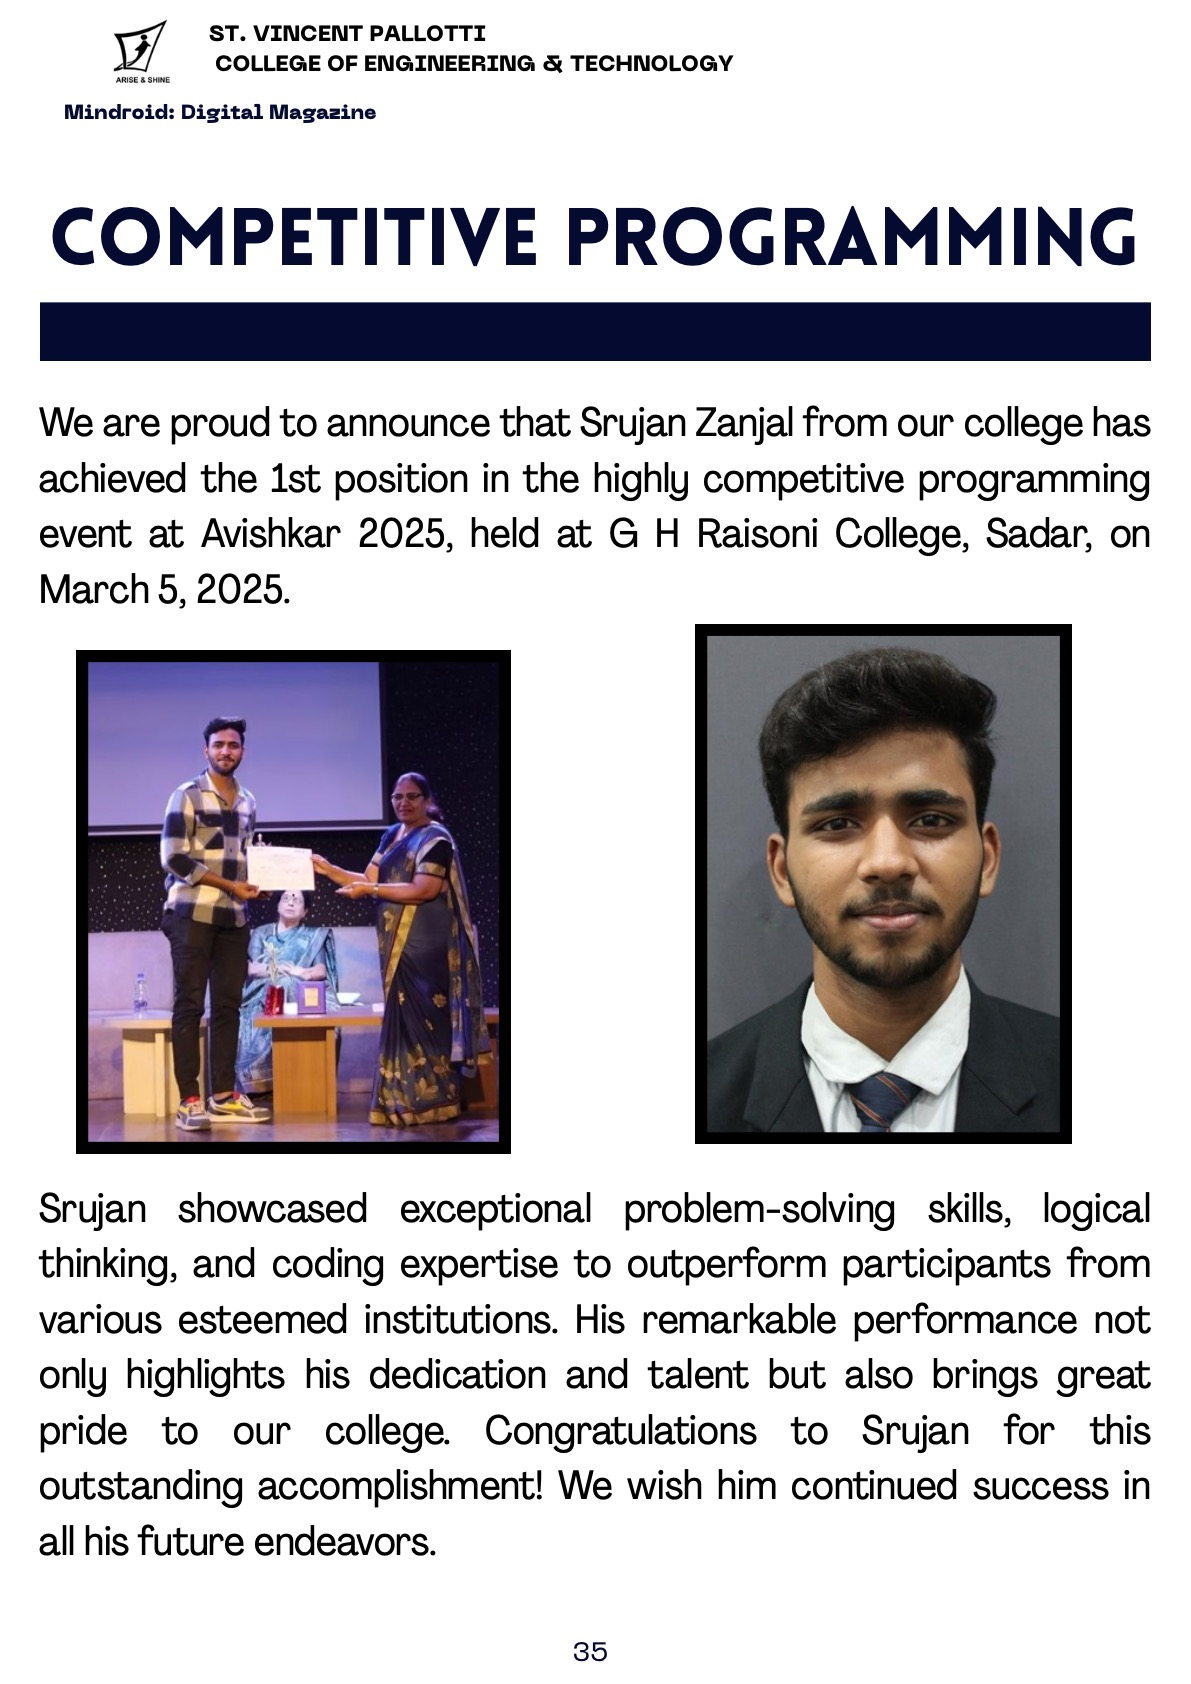 ST. VINCENT PALLOTTI
COLLEGE OF ENGINEERING & TECHNOLOGY
ARISE & SHINE
Mindroid: Digital Magazine
COMPETITIVE PROGRAMMING
We are proud to announce that Srujan Zanjal from our college has
achieved the 1st position in the highly competitive programming
event at Avishkar 2025, held at G H Raisoni College, Sadar, on
March 5, 2025.
Srujan showcased exceptional problem-solving skills, logical
thinking, and coding expertise to outperform participants from
various esteemed institutions. His remarkable performance not
only highlights his dedication and talent but also brings great
pride to our college. Congratulations to Srujan for this
outstanding accomplishment! We wish him continued success in
all his future endeavors.
35